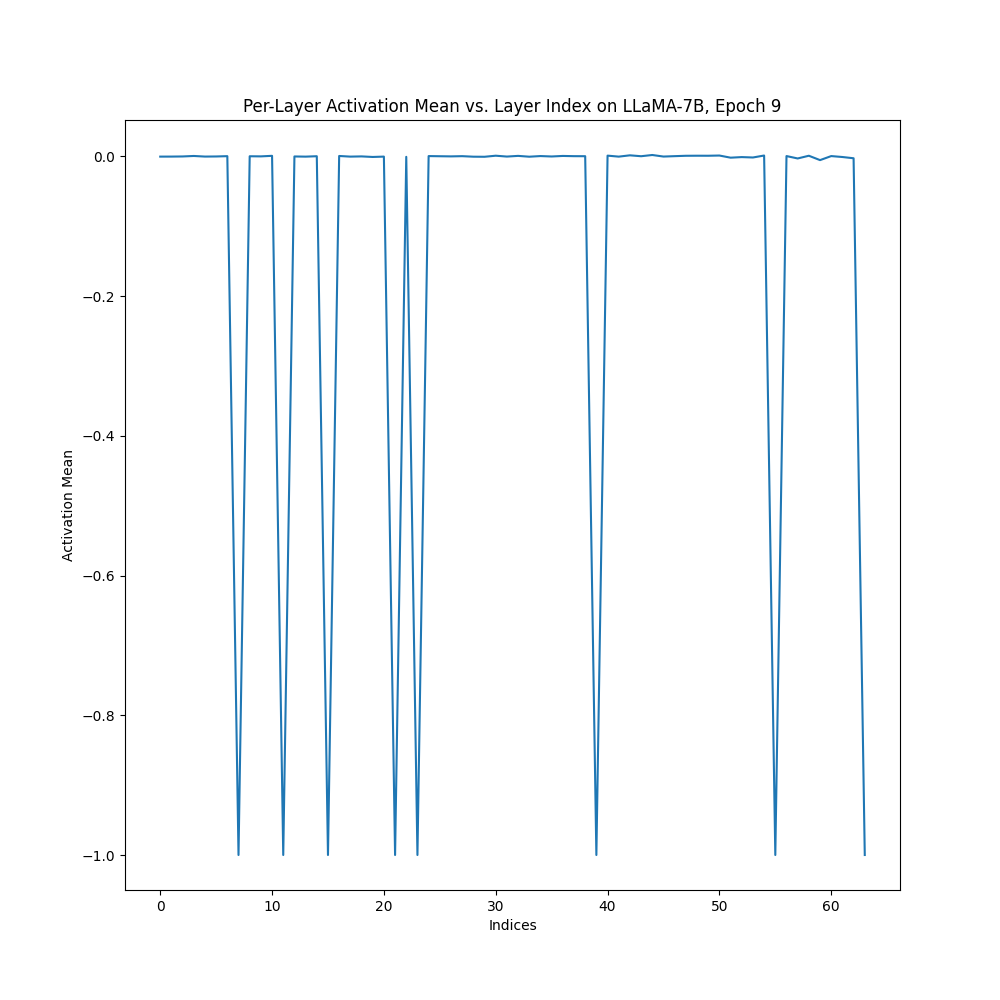 Per-Layer Activation Mean vs. Layer Index on LLaMA-7B, Epoch 9
0.0
−0.2
−0.4
−0.6
−0.8
−1.0
Activation Mean
0 10 20 30 40 50 60
Indices